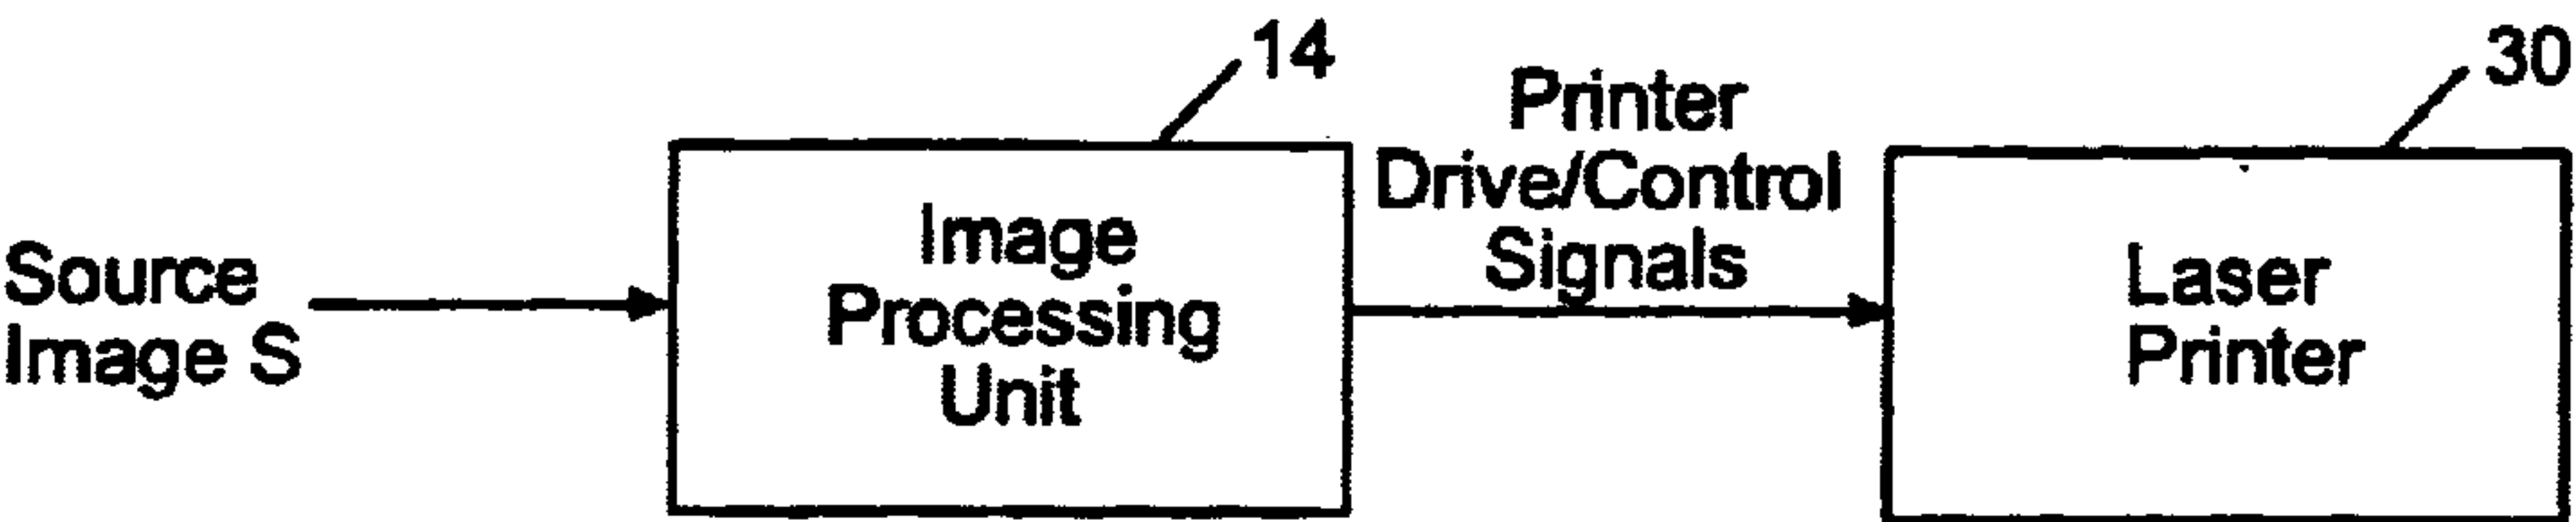 14
30
Printer
Drive/Control
Signals
Source
Image S
Image
Processing
Unit
Laser
Printer